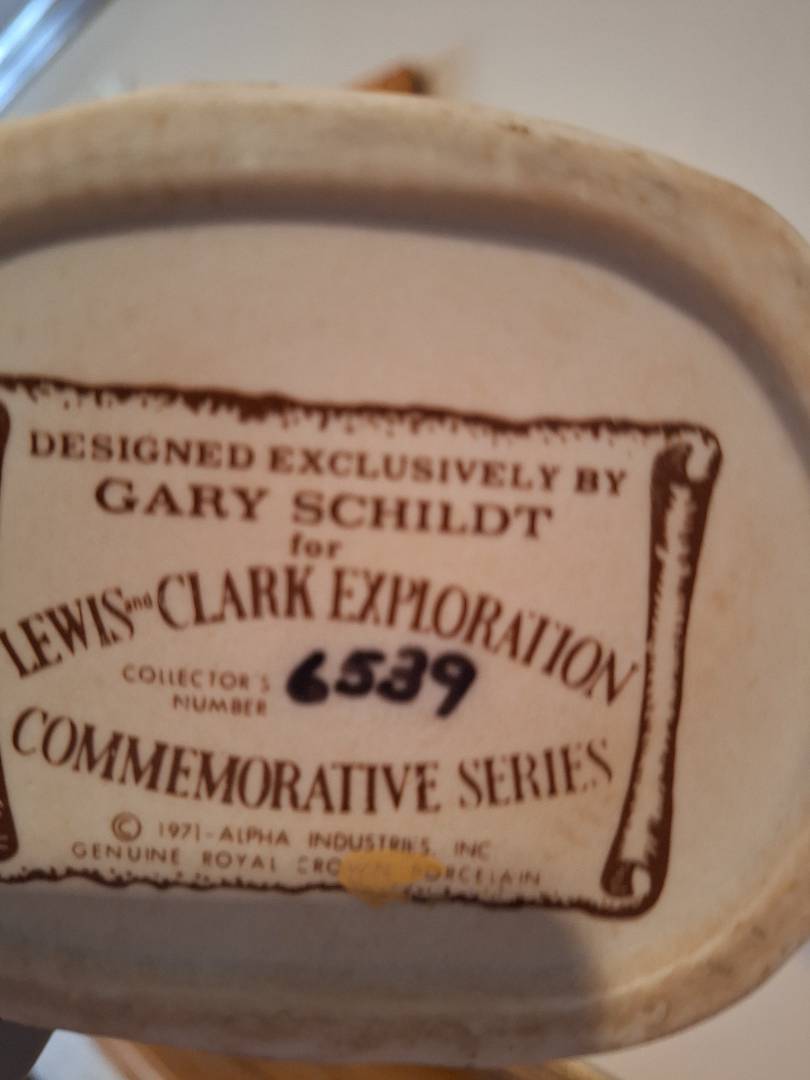 DESIGNED EXCLUSIVELY BY
GARY SCHILDT
for
LEWIS and CLARK EXPLORATION
COLLECTOR'S
NUMBER 6539
COMMEMORATIVE SERIES
© 1971-ALPHA INDUSTRIES, INC
GENUINE ROYAL CROWN PORCELAIN